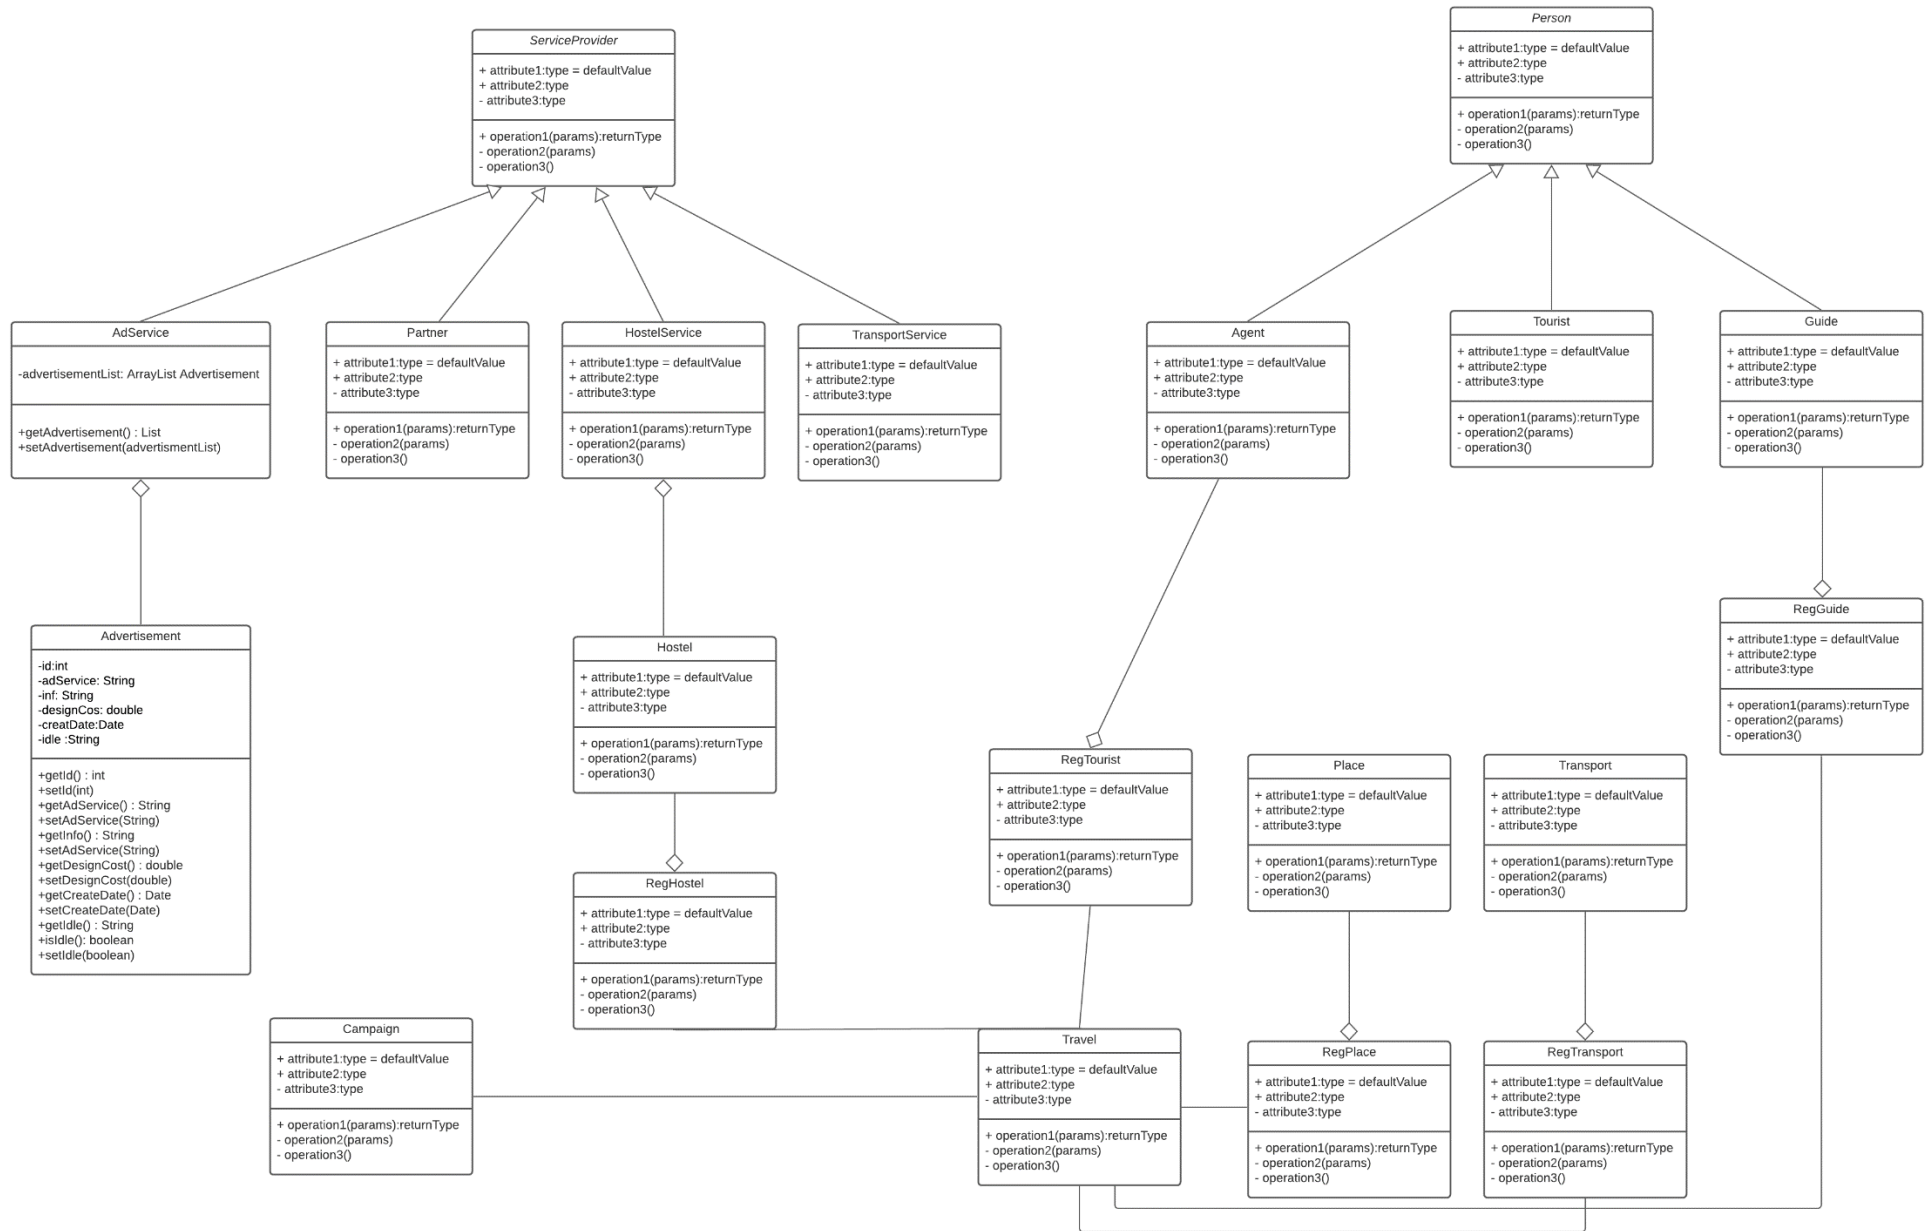 Person
+ attribute1:type = defaultValue
+ attribute2:type
- attribute3:type
+ operation1(params):returnType
- operation2(params)
- operation3()
ServiceProvider
+ attribute1:type = defaultValue
+ attribute2:type
- attribute3:type
+ operation1(params):returnType
- operation2(params)
- operation3()
AdService
-advertisementList: ArrayList Advertisement
+getAdvertisement() : List
+setAdvertisement(advertismentList)
Partner
+ attribute1:type = defaultValue
+ attribute2:type
- attribute3:type
+ operation1(params):returnType
- operation2(params)
- operation3()
HostelService
+ attribute1:type = defaultValue
+ attribute2:type
- attribute3:type
+ operation1(params):returnType
- operation2(params)
- operation3()
TransportService
+ attribute1:type = defaultValue
+ attribute2:type
- attribute3:type
+ operation1(params):returnType
- operation2(params)
- operation3()
Agent
+ attribute1:type = defaultValue
+ attribute2:type
- attribute3:type
+ operation1(params):returnType
- operation2(params)
- operation3()
Tourist
+ attribute1:type = defaultValue
+ attribute2:type
- attribute3:type
+ operation1(params):returnType
- operation2(params)
- operation3()
Guide
+ attribute1:type = defaultValue
+ attribute2:type
- attribute3:type
+ operation1(params):returnType
- operation2(params)
- operation3()
Advertisement
-id:int
-adService: String
-inf: String
-designCos: double
-creatDate:Date
-idle :String
+getId() : int
+setId(int)
+getAdService() : String
+setAdService(String)
+getInfo() : String
+setAdService(String)
+getDesignCost() : double
+setDesignCost(double)
+getCreateDate() : Date
+setCreateDate(Date)
+getIdle() : String
+isIdle(): boolean
+setIdle(boolean)
Hostel
+ attribute1:type = defaultValue
+ attribute2:type
- attribute3:type
+ operation1(params):returnType
- operation2(params)
- operation3()
RegGuide
+ attribute1:type = defaultValue
+ attribute2:type
- attribute3:type
+ operation1(params):returnType
- operation2(params)
- operation3()
RegTourist
+ attribute1:type = defaultValue
+ attribute2:type
- attribute3:type
+ operation1(params):returnType
- operation2(params)
- operation3()
Place
+ attribute1:type = defaultValue
+ attribute2:type
- attribute3:type
+ operation1(params):returnType
- operation2(params)
- operation3()
Transport
+ attribute1:type = defaultValue
+ attribute2:type
- attribute3:type
+ operation1(params):returnType
- operation2(params)
- operation3()
RegHostel
+ attribute1:type = defaultValue
+ attribute2:type
- attribute3:type
+ operation1(params):returnType
- operation2(params)
- operation3()
Campaign
+ attribute1:type = defaultValue
+ attribute2:type
- attribute3:type
+ operation1(params):returnType
- operation2(params)
- operation3()
Travel
+ attribute1:type = defaultValue
+ attribute2:type
- attribute3:type
+ operation1(params):returnType
- operation2(params)
- operation3()
RegPlace
+ attribute1:type = defaultValue
+ attribute2:type
- attribute3:type
+ operation1(params):returnType
- operation2(params)
- operation3()
RegTransport
+ attribute1:type = defaultValue
+ attribute2:type
- attribute3:type
+ operation1(params):returnType
- operation2(params)
- operation3()